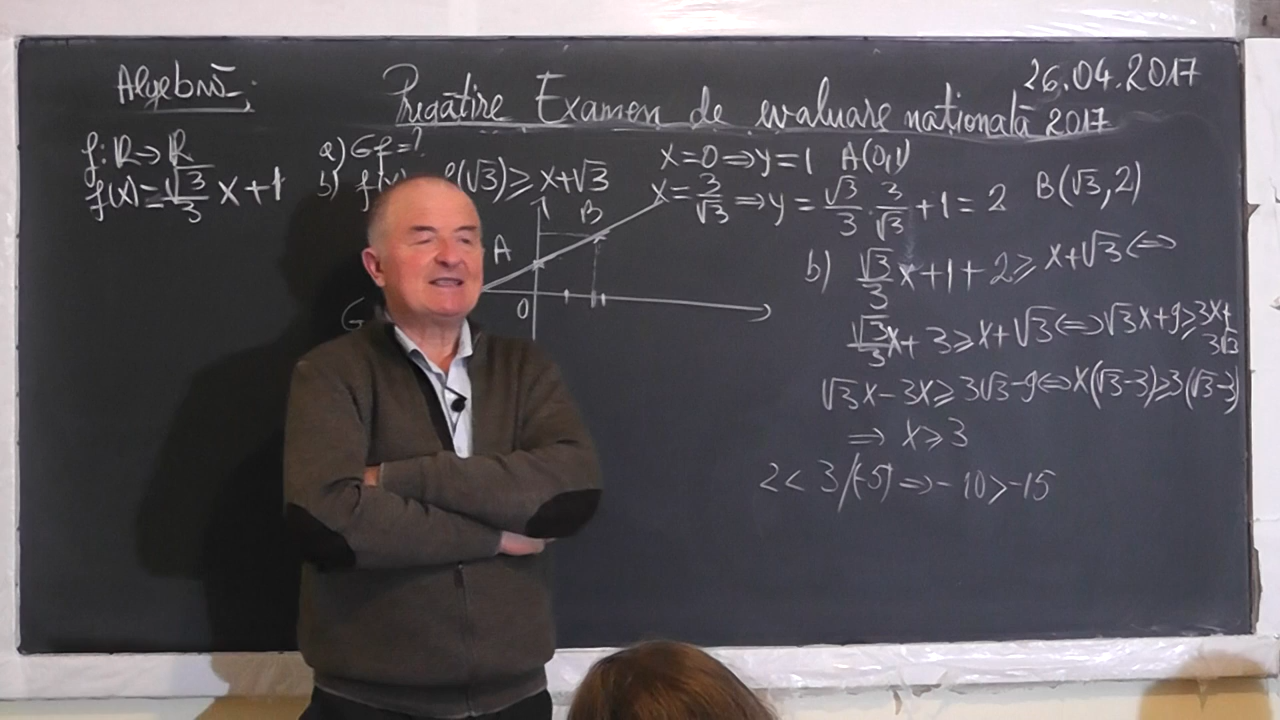 Algebră;
Pregătire Examen de evaluare natională 2017
26.04.2017
f: R→R
f(x)=√3/3 x+1
a) Gf=?
b) f(x) f(√3)≥x+√3
x=0⇒y=1 A(0,1)
x=3/√3⇒y=√3/3·3/√3+1=2 B(√3,2)
A
B
0
G
b) √3/3 x+1+2≥x+√3⇔
√3/3 x+3≥x+√3⇔√3x+9≥3x+
3√3
√3x-3x≥3√3-9⇔x(√3-3)≥3(√3-3)
⇒ x≥3
2<3/(-5)⇒-10>-15